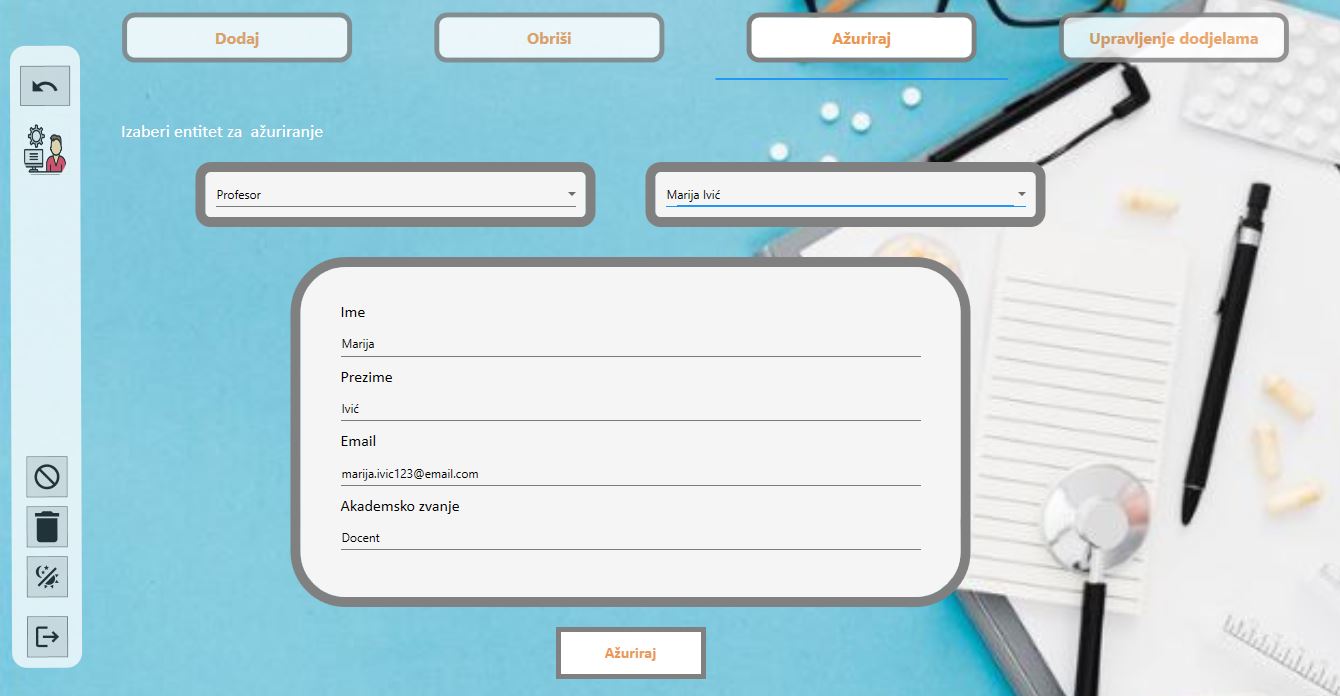 Dodaj
Obriši
Ažuriraj
Upravljenje dodjelama
Izaberi entitet za  ažuriranje
Profesor
Marija Ivić
Ime
Marija
Prezime
Ivić
Email
marija.ivic123@email.com
Akademsko zvanje
Docent
Ažuriraj